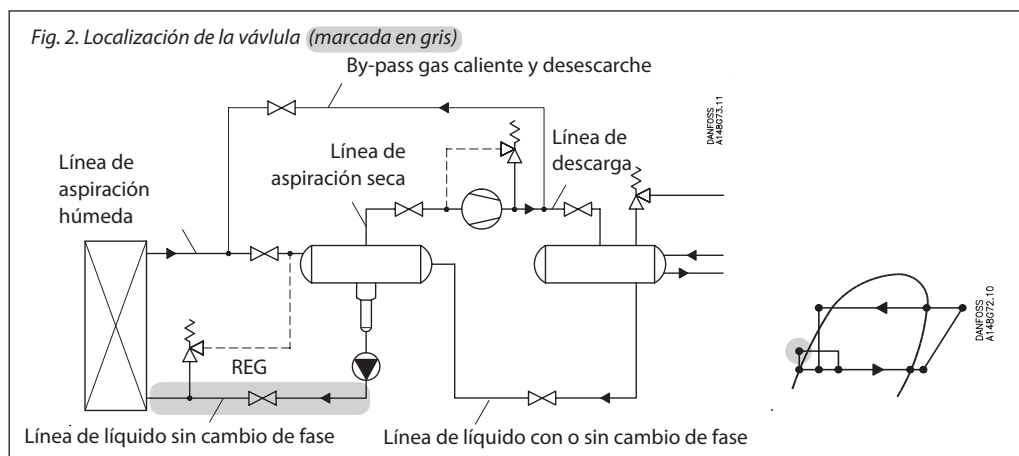 Fig. 2. Localización de la vávlula (marcada en gris)
By-pass gas caliente y desescarche
DANFOSS
A148G73.11
Línea de
aspiración
húmeda
Línea de
aspiración seca
Línea de
descarga
DANFOSS
A148G72.10
REG
Línea de líquido sin cambio de fase
Línea de líquido con o sin cambio de fase